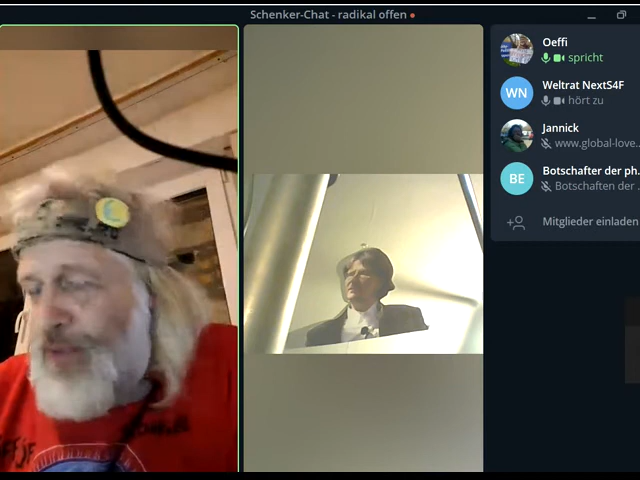 Schenker-Chat - radikal offen
Oeffi
spricht
WN
Weltrat NextS4F
hört zu
Jannick
www.global-love...
BE
Botschafter der ph...
Botschaften der ...
Mitglieder einladen